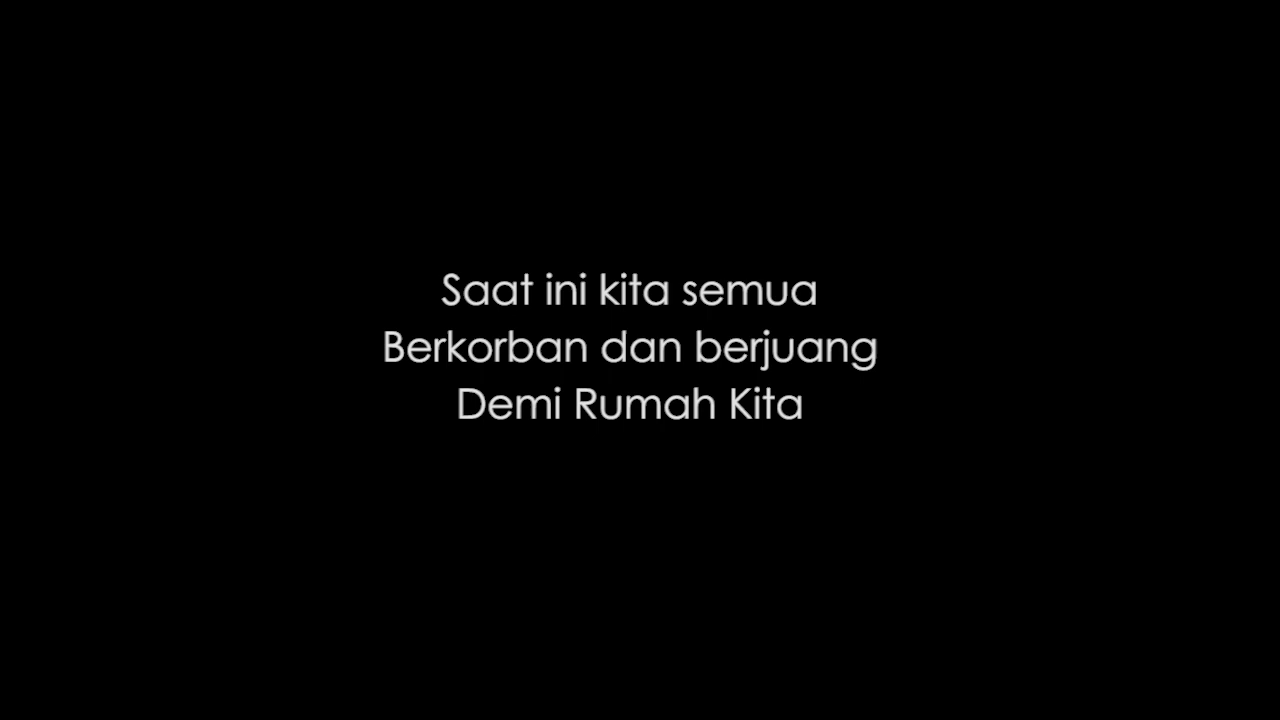 Saat ini kita semua
Berkorban dan berjuang
Demi Rumah Kita